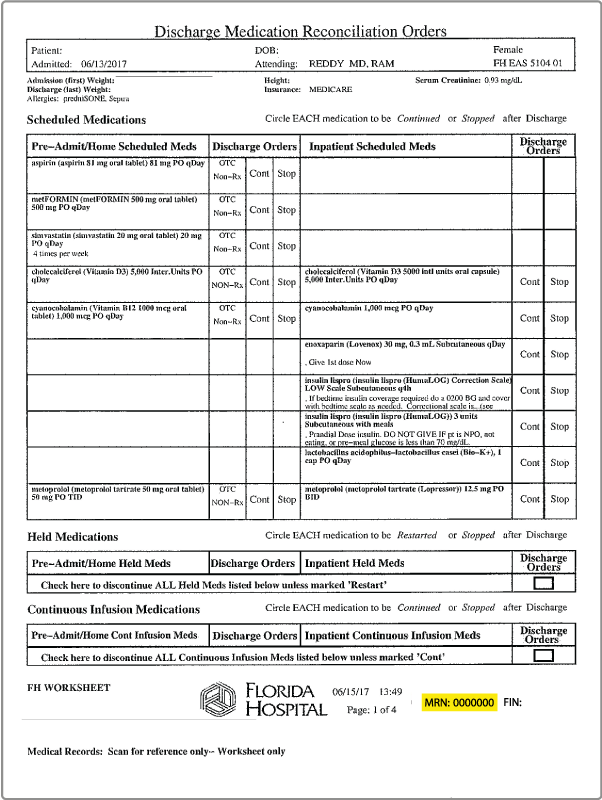 Discharge Medication Reconciliation Orders
Patient: DOB: Female
Admitted: 06/13/2017 Attending: REDDY MD, RAM FH EAS 5104 01
Admission (first) Weight: Height: Serum Creatinine: 0.93 mg/dL
Discharge (last) Weight: Insurance: MEDICARE
Allergies: predniSONE, Sepura
Scheduled Medications Circle EACH medication to be Continued or Stopped after Discharge
Pre-Admit/Home Scheduled Meds Discharge Orders Inpatient Scheduled Meds Discharge Orders
aspirin (aspirin 81 mg oral tablet) 81 mg PO qDay OTC
Non-Rx Cont Stop
metFORMIN (metFORMIN 500 mg oral tablet) OTC
500 mg PO qDay Non-Rx Cont Stop
simvastatin (simvastatin 20 mg oral tablet) 20 mg OTC
PO qDay Non-Rx Cont Stop
4 times per week
cholecalciferol (Vitamin D3) 5,000 Inter.Units PO OTC cholecalciferol (Vitamin D3 5000 intl units oral capsule)
qDay NON-Rx Cont Stop 5,000 Inter.Units PO qDay Cont Stop
cyanocobalamin (Vitamin B12 1000 mcg oral OTC cyanocobalamin 1,000 mcg PO qDay
tablet) 1,000 mcg PO qDay Non-Rx Cont Stop Cont Stop
enoxaparin (Lovenox) 30 mg, 0.3 mL Subcutaneous qDay
, Give 1st dose Now Cont Stop
insulin lispro (insulin lispro (HumaLOG) Correction Scale)
LOW Scale Subcutaneous q4h Cont Stop
, If bedtime insulin coverage required do a 0200 BG and cover
with bedtime scale as needed. Correctional scale is.. (see
insulin lispro (insulin lispro (HumaLOG)) 3 units
Subcutaneous with meals Cont Stop
, Prandial Dose insulin. DO NOT GIVE IF pt is NPO, not
eating, or pre-meal glucose is less than 70 mg/dL.
lactobacillus acidophilus-lactobacillus casei (Bio-K+), 1
cap PO qDay Cont Stop
metoprolol (metoprolol tartrate 50 mg oral tablet) OTC metoprolol (metoprolol tartrate (Lopressor)) 12.5 mg PO
50 mg PO TID NON-Rx Cont Stop BID Cont Stop
Held Medications Circle EACH medication to be Restarted or Stopped after Discharge
Pre-Admit/Home Held Meds Discharge Orders Inpatient Held Meds Discharge Orders
Check here to discontinue ALL Held Meds listed below unless marked 'Restart'
Continuous Infusion Medications Circle EACH medication to be Continued or Stopped after Discharge
Pre-Admit/Home Cont Infusion Meds Discharge Orders Inpatient Continuous Infusion Meds Discharge Orders
Check here to discontinue ALL Continuous Infusion Meds listed below unless marked 'Cont'
FH WORKSHEET FLORIDA HOSPITAL 06/15/17 13:49
Page: 1 of 4 MRN: 0000000 FIN:
Medical Records: Scan for reference only-- Worksheet only